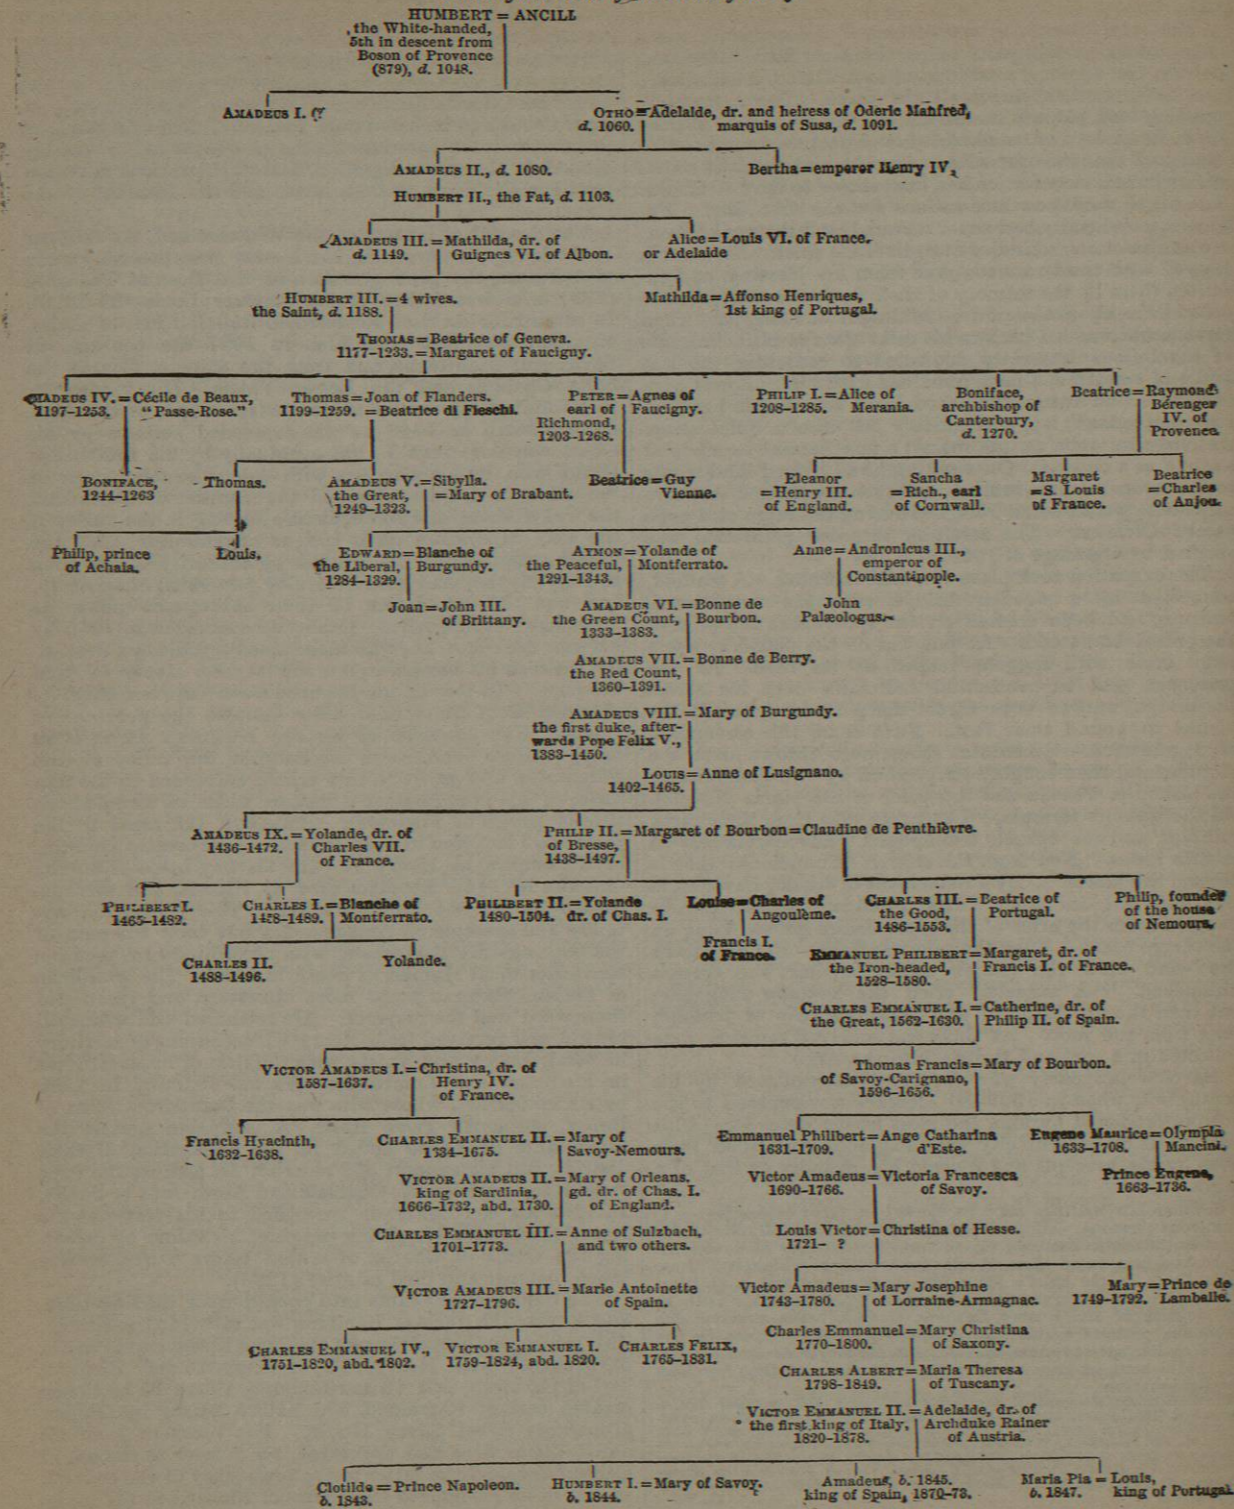 HUMBERT = ANCILL
the White-handed,
5th in descent from
Boson of Provence
(879), d. 1048.
AMADEUS I.
OTHO = Adelaide, dr. and heiress of Oderic Manfred,
d. 1060. marquis of Susa, d. 1091.
AMADEUS II., d. 1080.
Bertha = emperor Henry IV.
HUMBERT II., the Fat, d. 1103.
AMADEUS III. = Mathilda, dr. of
d. 1149. Guignes VI. of Albon.
Alice = Louis VI. of France.
or Adelaide
HUMBERT III. = 4 wives.
the Saint, d. 1188.
Mathilda = Affonso Henriques,
1st king of Portugal.
THOMAS = Beatrice of Geneva.
1177–1233. = Margaret of Faucigny.
AMADEUS IV. = Cécile de Beaux,
1197–1253. "Passe-Rose."
Thomas = Joan of Flanders.
1199–1259. = Beatrice di Fieschi.
PETER = Agnes of
earl of Faucigny.
Richmond,
1203–1268.
PHILIP I. = Alice of
1208–1285. Merania.
Boniface,
archbishop of
Canterbury,
d. 1270.
Beatrice = Raymond
Bérenger
IV. of
Provence.
BONIFACE,
1244–1263
Thomas.
AMADEUS V. = Sibylla.
the Great, = Mary of Brabant.
1249–1323.
Beatrice = Guy
Vienne.
Eleanor
= Henry III.
of England.
Sancha
= Rich., earl
of Cornwall.
Margaret
= S. Louis
of France.
Beatrice
= Charles
of Anjou.
Philip, prince
of Achaia.
Louis.
EDWARD = Blanche of
the Liberal, Burgundy.
1284–1329.
AYMON = Yolande of
the Peaceful, Montferrato.
1291–1343.
Anne = Andronicus III.,
emperor of
Constantinople.
Joan = John III.
of Brittany.
AMADEUS VI. = Bonne de
the Green Count, Bourbon.
1333–1383.
John
Palæologus.
AMADEUS VII. = Bonne de Berry.
the Red Count,
1360–1391.
AMADEUS VIII. = Mary of Burgundy.
the first duke, after-
wards Pope Felix V.,
1383–1450.
LOUIS = Anne of Lusignano.
1402–1465.
AMADEUS IX. = Yolande, dr. of
1436–1472. Charles VII.
of France.
PHILIP II. = Margaret of Bourbon = Claudine de Penthièvre.
of Bresse,
1438–1497.
PHILIBERT I.
1465–1482.
CHARLES I. = Blanche of
1468–1489. Montferrato.
PHILIBERT II. = Yolande
1480–1504. dr. of Chas. I.
Louise = Charles of
Angoulème.
CHARLES III. = Beatrice of
the Good, Portugal.
1486–1553.
Philip, founder
of the house
of Nemours.
CHARLES II.
1488–1496.
Yolande.
Francis I.
of France.
EMMANUEL PHILIBERT = Margaret, dr. of
the Iron-headed, Francis I. of France.
1528–1580.
CHARLES EMMANUEL I. = Catherine, dr. of
the Great, 1562–1630. Philip II. of Spain.
VICTOR AMADEUS I. = Christina, dr. of
1587–1637. Henry IV.
of France.
Thomas Francis = Mary of Bourbon.
of Savoy-Carignano,
1596–1656.
Francis Hyacinth,
1632–1638.
CHARLES EMMANUEL II. = Mary of
1634–1675. Savoy-Nemours.
Emmanuel Philibert = Ange Catharina
1631–1709. d'Este.
Eugene Maurice = Olympia
1633–1708. Mancini.
VICTOR AMADEUS II. = Mary of Orleans.
king of Sardinia, gd. dr. of Chas. I.
1666–1732, abd. 1730. of England.
Victor Amadeus = Victoria Francesca
1690–1766. of Savoy.
Prince Eugene,
1663–1736.
CHARLES EMMANUEL III. = Anne of Sulzbach,
1701–1773. and two others.
Louis Victor = Christina of Hesse.
1721– ?
VICTOR AMADEUS III. = Marie Antoinette
1727–1796. of Spain.
Victor Amadeus = Mary Josephine
1743–1780. of Lorraine-Armagnac.
Mary = Prince de
1749–1792. Lamballe.
CHARLES EMMANUEL IV.,
1751–1820, abd. 1802.
VICTOR EMMANUEL I.
1759–1824, abd. 1820.
CHARLES FELIX,
1765–1831.
Charles Emmanuel = Mary Christina
1770–1800. of Saxony.
CHARLES ALBERT = Maria Theresa
1798–1849. of Tuscany.
VICTOR EMMANUEL II. = Adelaide, dr. of
the first king of Italy, Archduke Rainer
1820–1878. of Austria.
Clotilde = Prince Napoleon.
b. 1843.
HUMBERT I. = Mary of Savoy.
b. 1844.
Amadeus, b. 1845.
king of Spain, 1870–73.
Maria Pia = Louis,
b. 1847. king of Portugal.